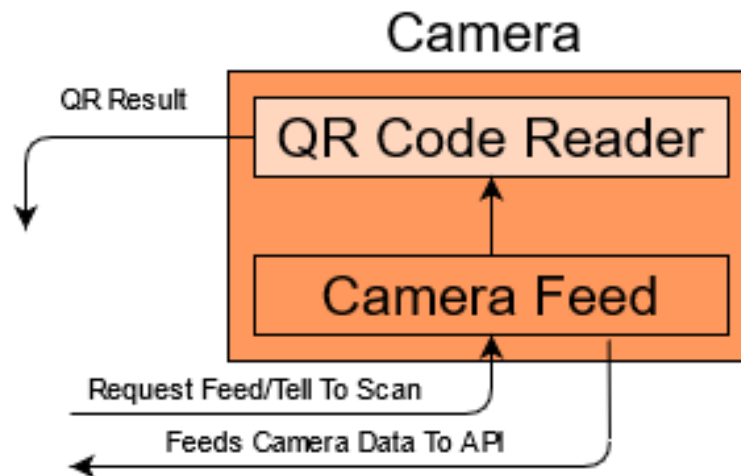 Camera
QR Result
QR Code Reader
Camera Feed
Request Feed/Tell To Scan
Feeds Camera Data To API